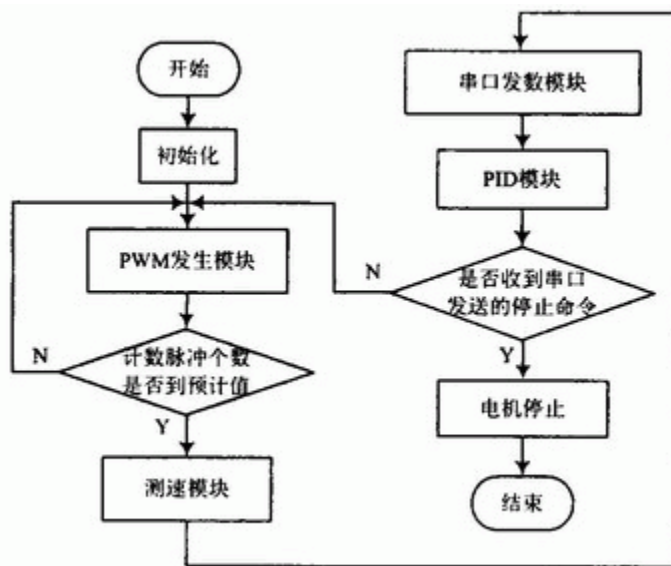 开始
初始化
PWM发生模块
计数脉冲个数
是否到预计值
N
Y
测速模块
串口发数模块
PID模块
是否收到串口
发送的停止命令
N
Y
电机停止
结束